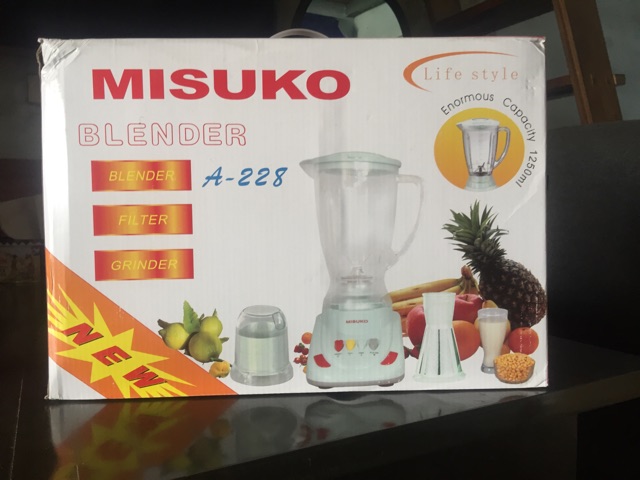 MISUKO
Life style
BLENDER
Enormous Capacity 1250ml
BLENDER
A-228
FILTER
GRINDER
MISUKO
NEW